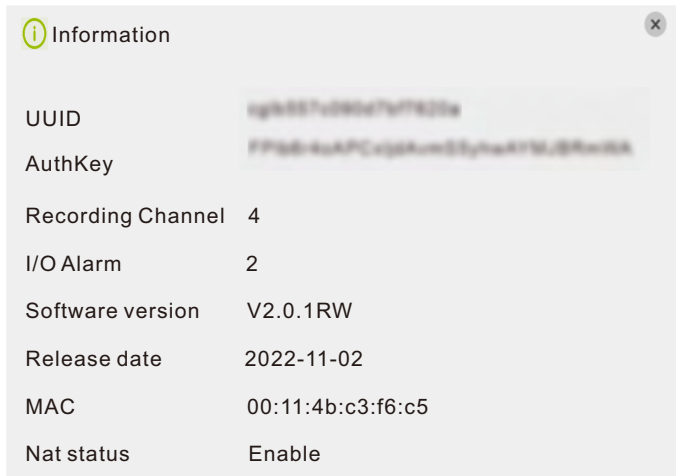 Information
UUID
AuthKey
Recording Channel 4
I/O Alarm 2
Software version V2.0.1RW
Release date 2022-11-02
MAC 00:11:4b:c3:f6:c5
Nat status Enable